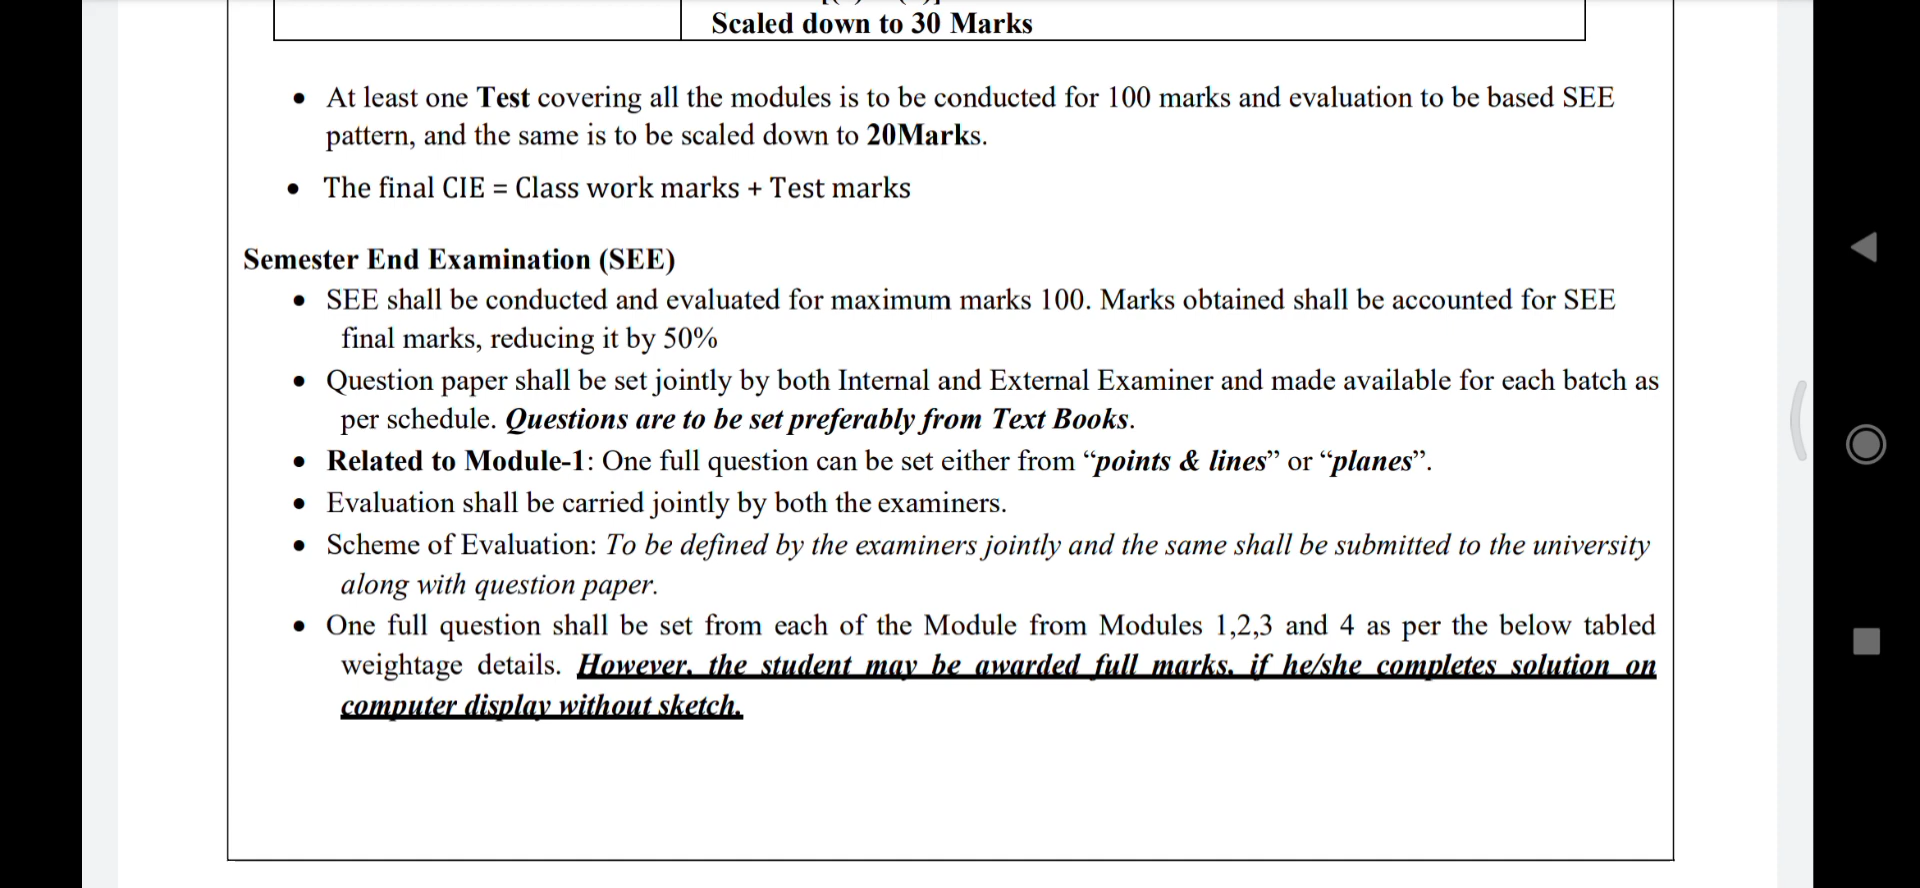 Scaled down to 30 Marks
• At least one Test covering all the modules is to be conducted for 100 marks and evaluation to be based SEE
pattern, and the same is to be scaled down to 20Marks.
• The final CIE = Class work marks + Test marks
Semester End Examination (SEE)
• SEE shall be conducted and evaluated for maximum marks 100. Marks obtained shall be accounted for SEE
final marks, reducing it by 50%
• Question paper shall be set jointly by both Internal and External Examiner and made available for each batch as
per schedule. Questions are to be set preferably from Text Books.
• Related to Module-1: One full question can be set either from “points & lines” or “planes”.
• Evaluation shall be carried jointly by both the examiners.
• Scheme of Evaluation: To be defined by the examiners jointly and the same shall be submitted to the university
along with question paper.
• One full question shall be set from each of the Module from Modules 1,2,3 and 4 as per the below tabled
weightage details. However, the student may be awarded full marks, if he/she completes solution on
computer display without sketch.